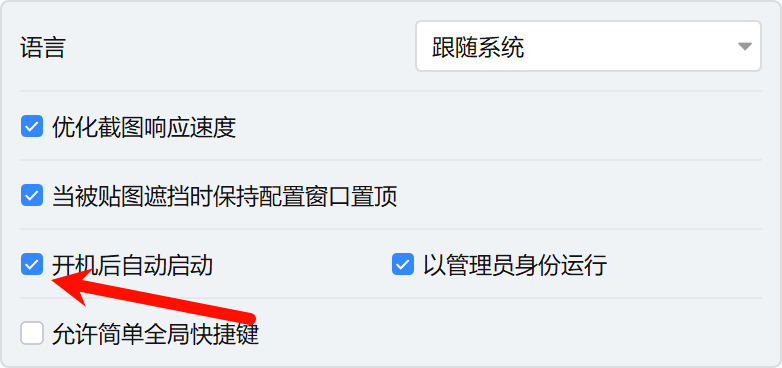 语言
跟随系统
优化截图响应速度
当被贴图遮挡时保持配置窗口置顶
开机后自动启动
以管理员身份运行
允许简单全局快捷键